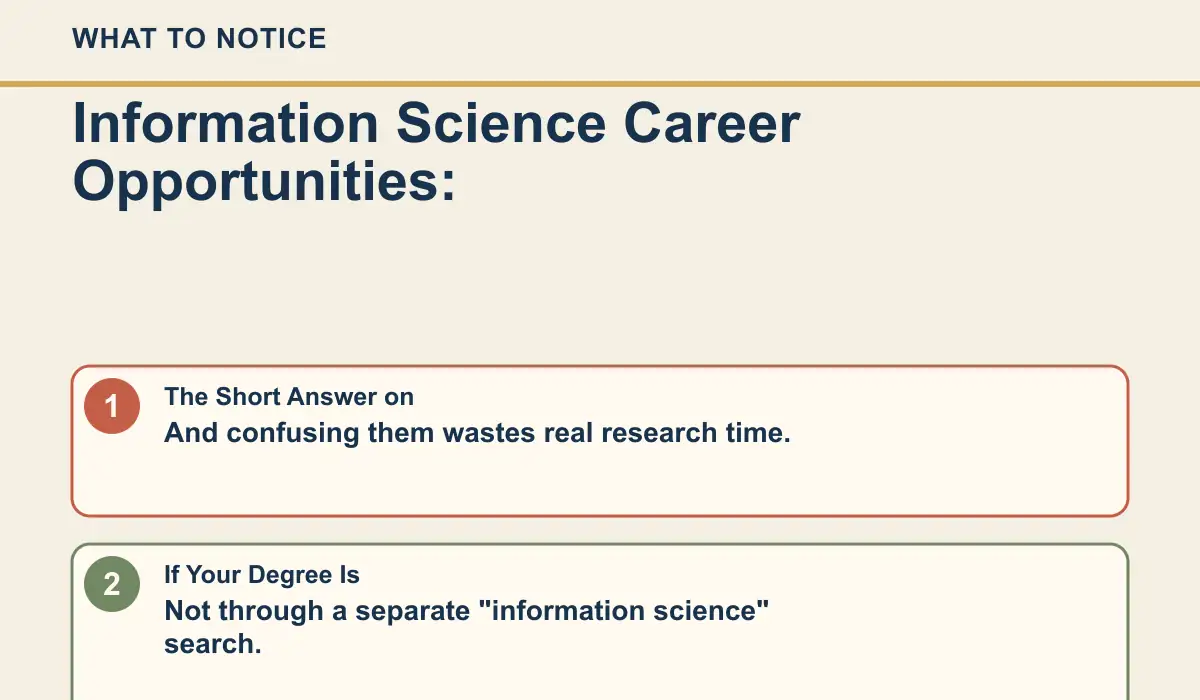 WHAT TO NOTICE
Information Science Career
Opportunities:
1
The Short Answer on
And confusing them wastes real research time.
2
If Your Degree Is
Not through a separate "information science"
search.